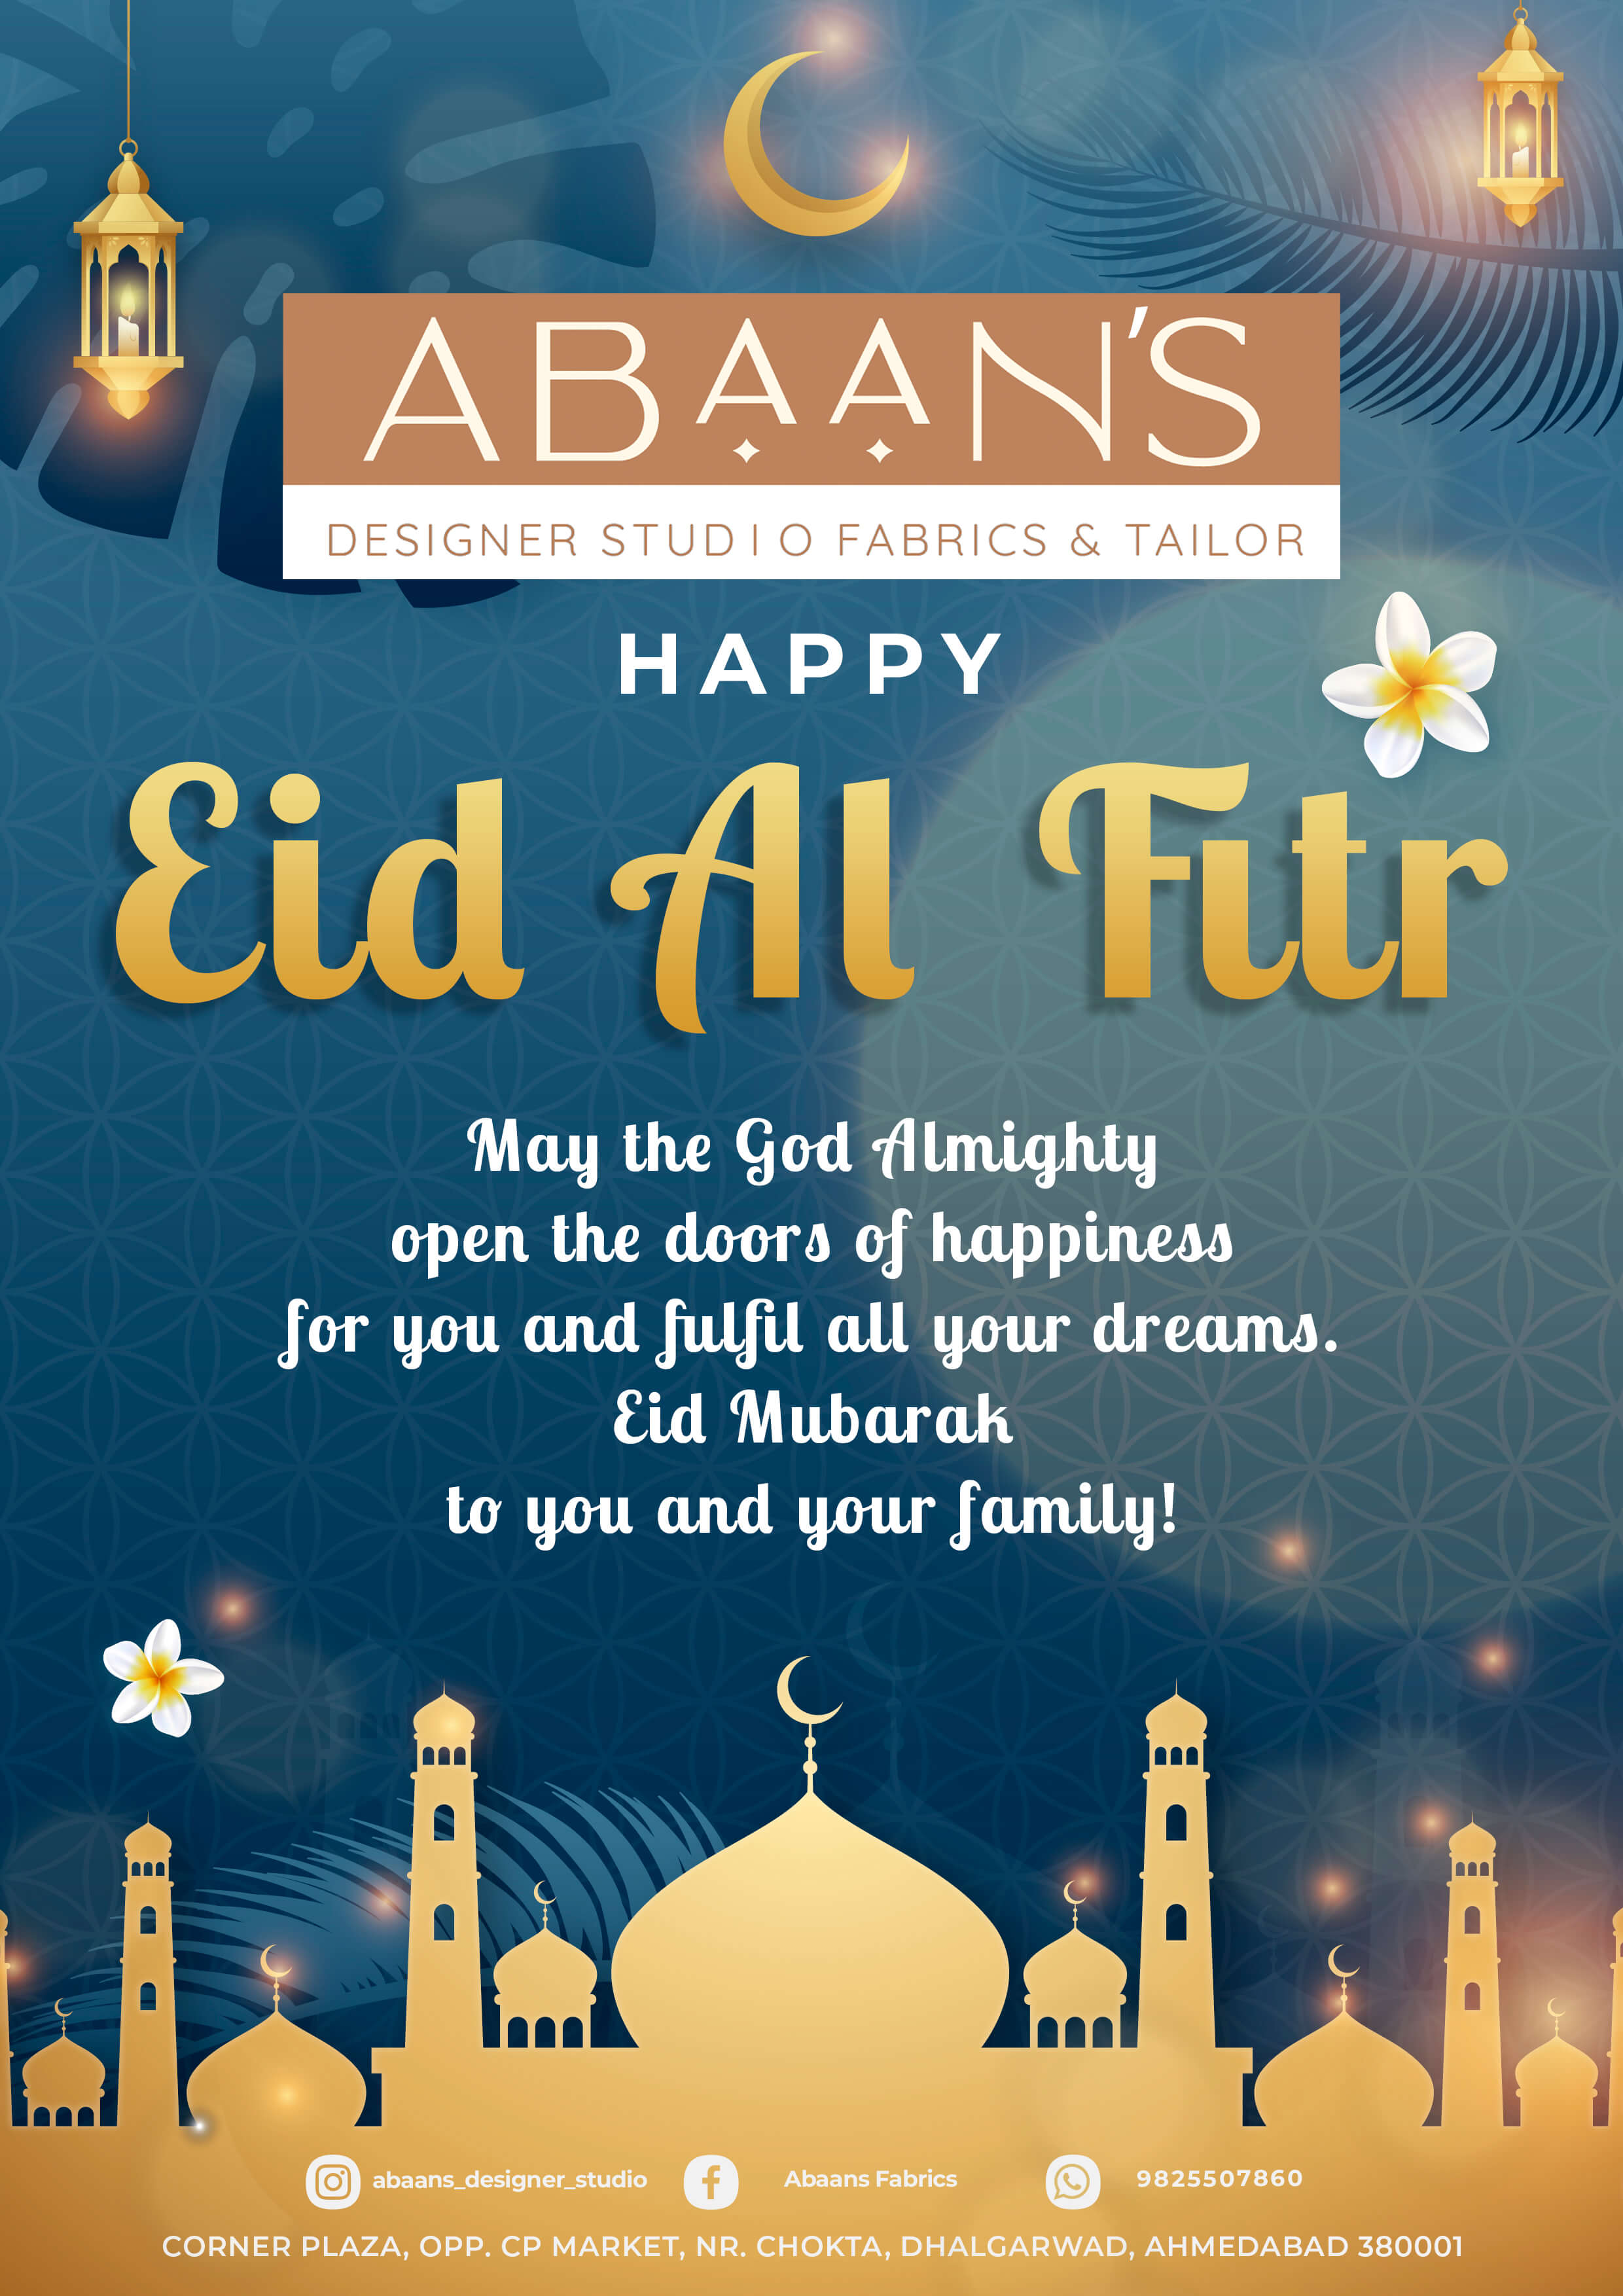 ABAAN'S
DESIGNER STUDIO FABRICS & TAILOR
HAPPY
Eid Al Fitr
May the God Almighty
open the doors of happiness
for you and fulfil all your dreams.
Eid Mubarak
to you and your family!
abaans_designer_studio Abaans Fabrics 9825507860
CORNER PLAZA, OPP. CP MARKET, NR. CHOKTA, DHALGARWAD, AHMEDABAD 380001